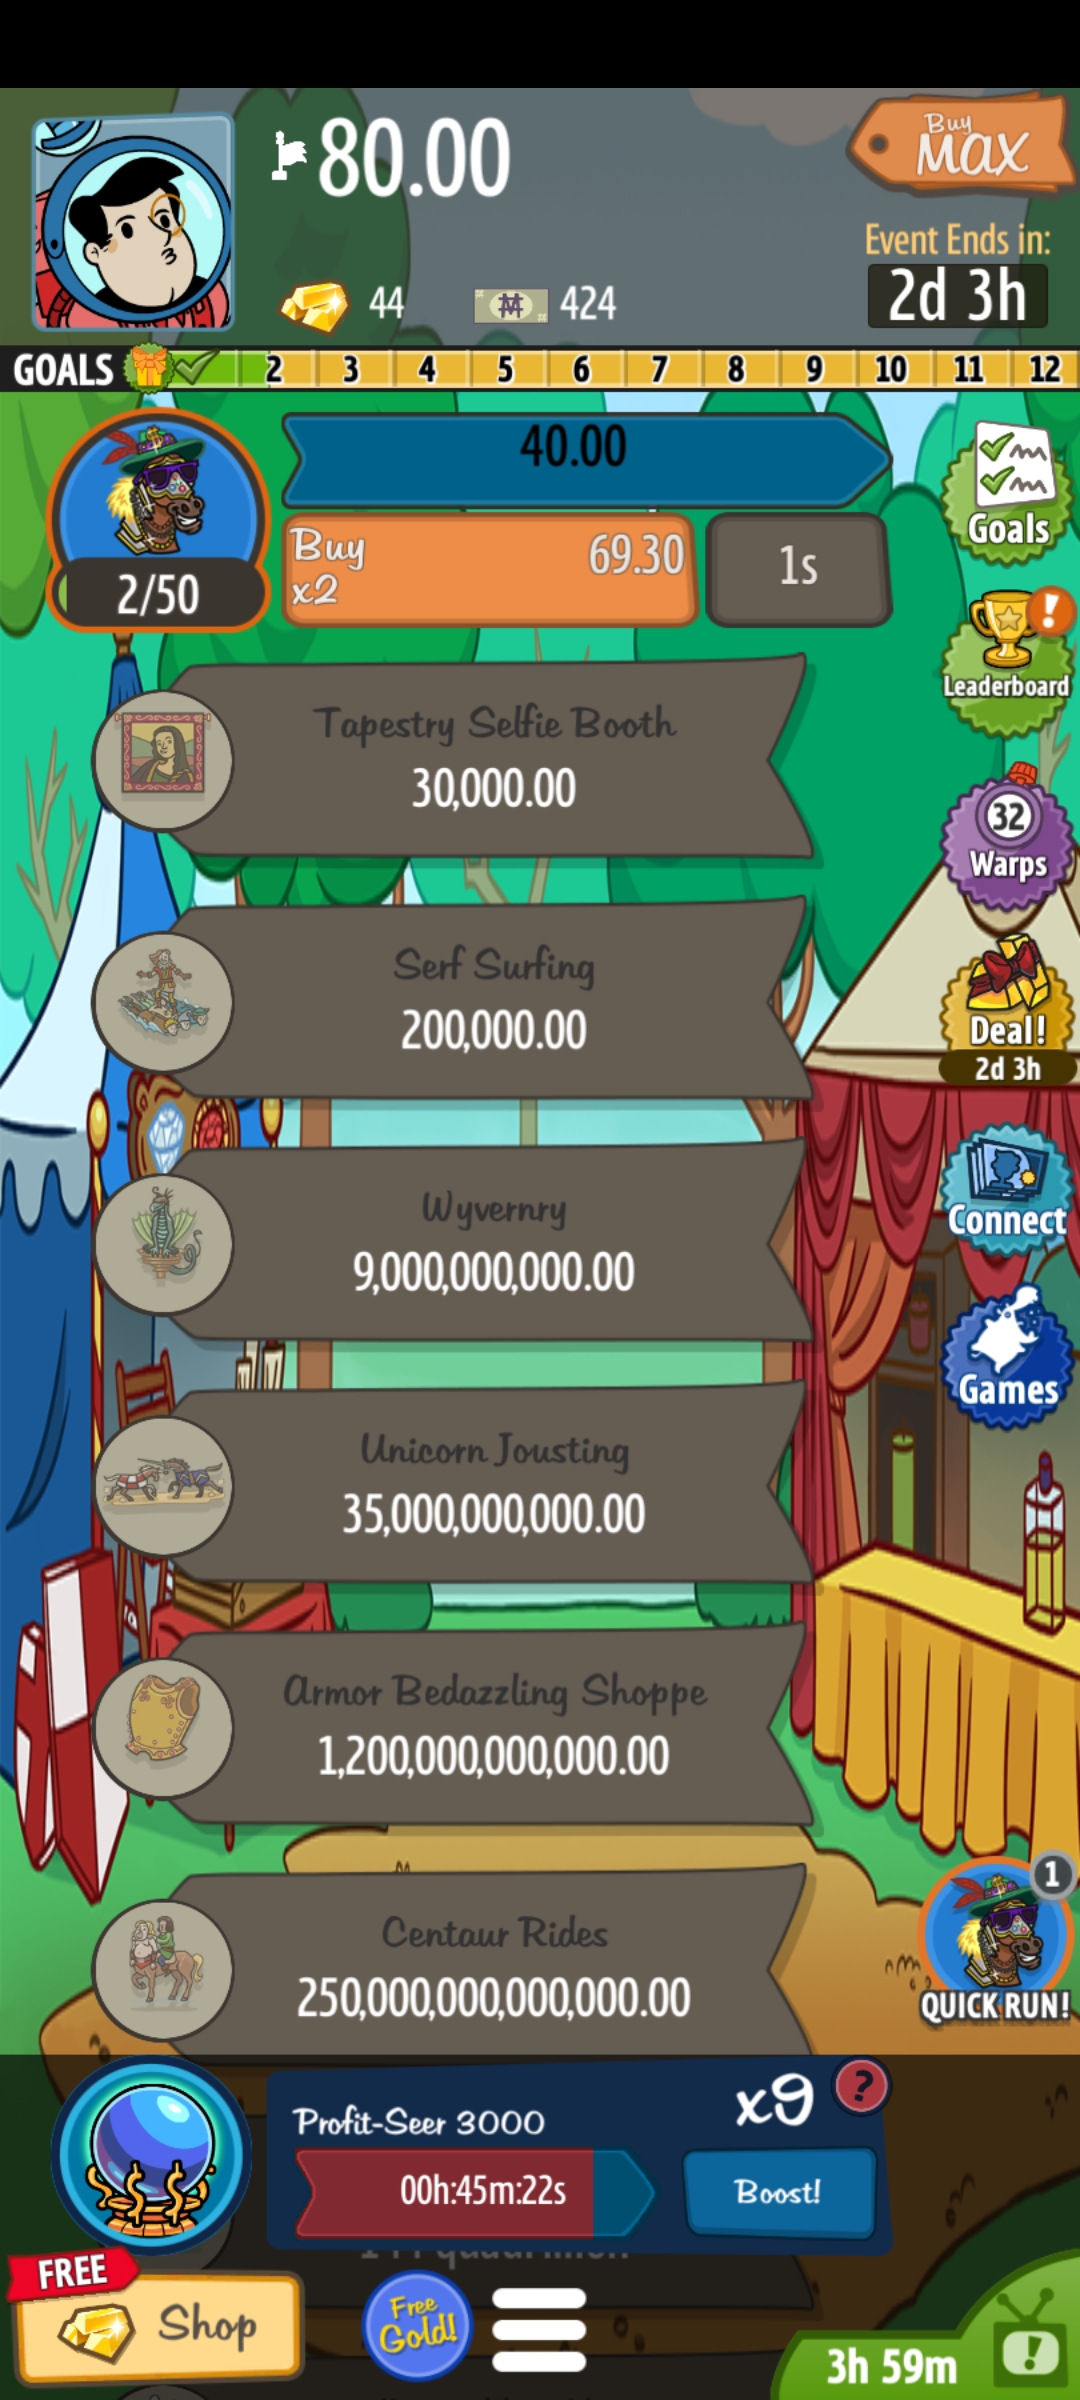 80.00
Buy
MAX
44
424
Event Ends in:
2d 3h
GOALS 2 3 4 5 6 7 8 9 10 11 12
40.00
Buy
x2
69.30
1s
2/50
Goals
Leaderboard
Tapestry Selfie Booth
30,000.00
32
Warps
Serf Surfing
200,000.00
Deal!
2d 3h
Wyvernry
9,000,000,000.00
Connect
Games
Unicorn Jousting
35,000,000,000.00
Armor Bedazzling Shoppe
1,200,000,000,000.00
Centaur Rides
250,000,000,000,000.00
1
QUICK RUN!
Profit-Seer 3000
x9
?
00h:45m:22s
Boost!
FREE
Shop
Free
Gold!
3h 59m